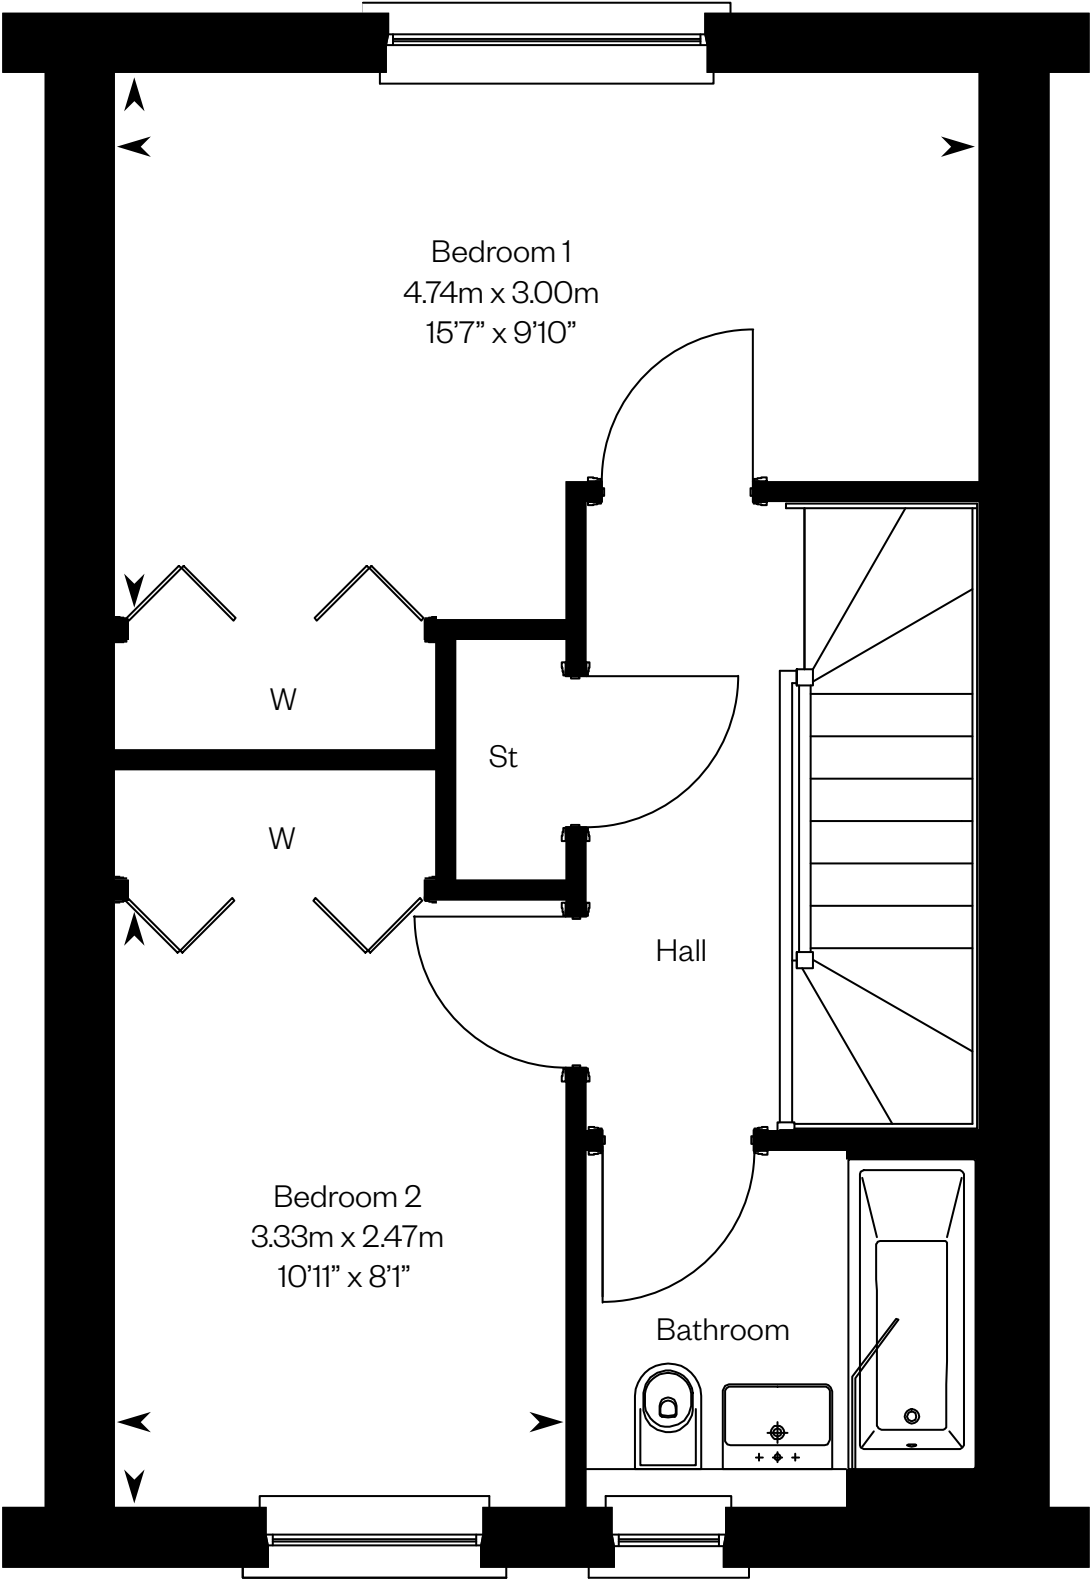 Bedroom 1
4.74m x 3.00m
15’7” x 9’10”
W
St
W
Hall
Bedroom 2
3.33m x 2.47m
10’11” x 8’1”
Bathroom